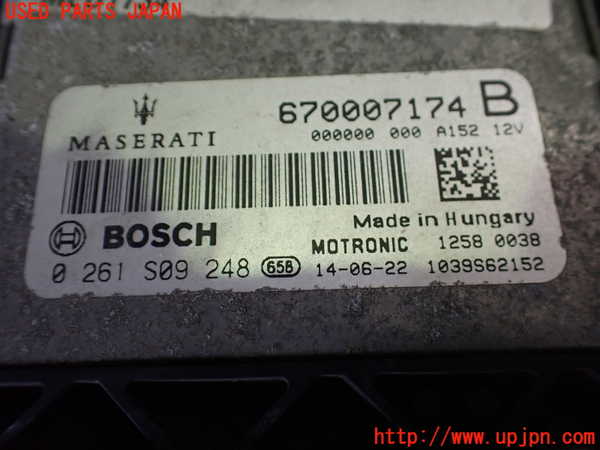 USED PARTS JAPAN
670007174 B
000000 000 A152 12V
MASERATI
Made in Hungary
BOSCH
MOTRONIC 1258 0038
0 261 S09 248 658 14-06-22 1039S62152
http://www.upjpn.com